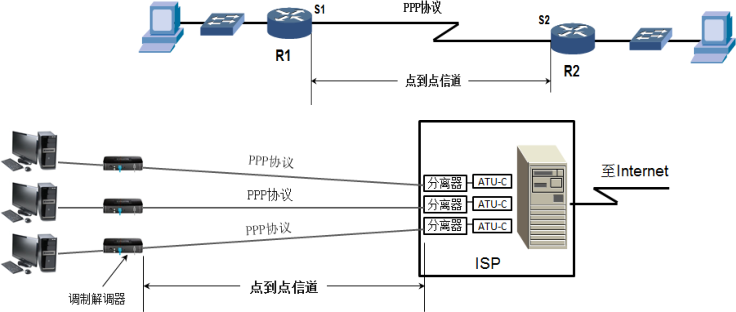 PPP协议
S1
S2
R1
R2
点到点信道
PPP协议
PPP协议
PPP协议
分离器 ATU-C
分离器 ATU-C
分离器 ATU-C
至Internet
ISP
调制解调器
点到点信道